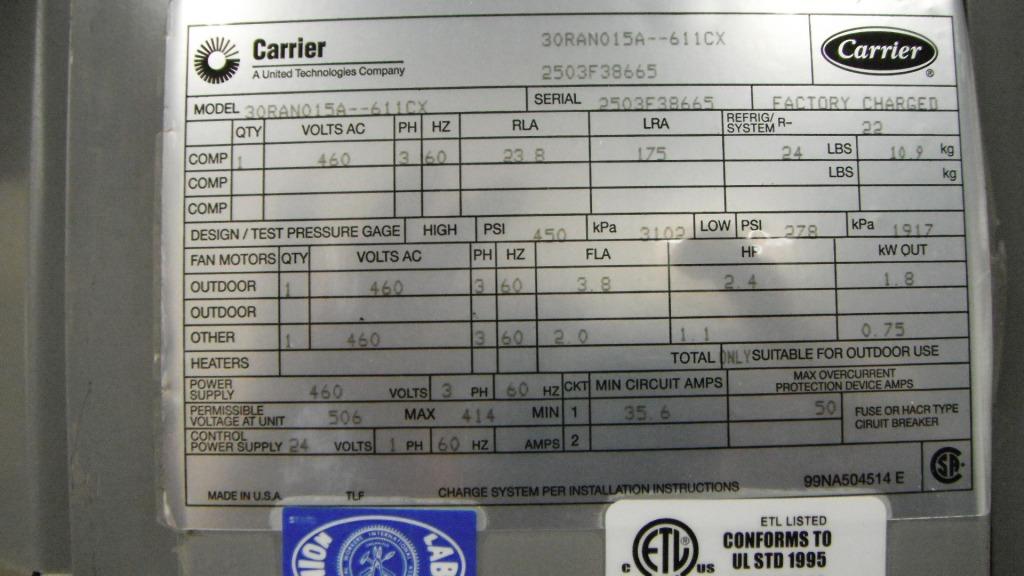 Carrier
A United Technologies Company
30RAN015A--611CX
2503F38665
Carrier ®
MODEL 30RAN015A--611CX SERIAL 2503F38665 FACTORY CHARGED
QTY VOLTS AC PH HZ RLA LRA REFRIG/ SYSTEM R- 22
COMP 1 460 3 60 23.8 175 24 LBS 10.9 kg
COMP LBS kg
COMP
DESIGN / TEST PRESSURE GAGE HIGH PSI 450 kPa 3102 LOW PSI 278 kPa 1917
FAN MOTORS QTY VOLTS AC PH HZ FLA HP kW OUT
OUTDOOR 1 460 3 60 3.8 2.4 1.8
OUTDOOR
OTHER 1 460 3 60 2.0 1.1 0.75
HEATERS TOTAL ONLY SUITABLE FOR OUTDOOR USE
POWER SUPPLY 460 VOLTS 3 PH 60 HZ CKT MIN CIRCUIT AMPS MAX OVERCURRENT PROTECTION DEVICE AMPS
PERMISSIBLE VOLTAGE AT UNIT 506 MAX 414 MIN 1 35.6 50 FUSE OR HACR TYPE CIRUIT BREAKER
CONTROL POWER SUPPLY 24 VOLTS 1 PH 60 HZ AMPS 2
MADE IN U.S.A. TLF CHARGE SYSTEM PER INSTALLATION INSTRUCTIONS 99NA504514 E
ETL LISTED
CONFORMS TO
UL STD 1995
C ETL US